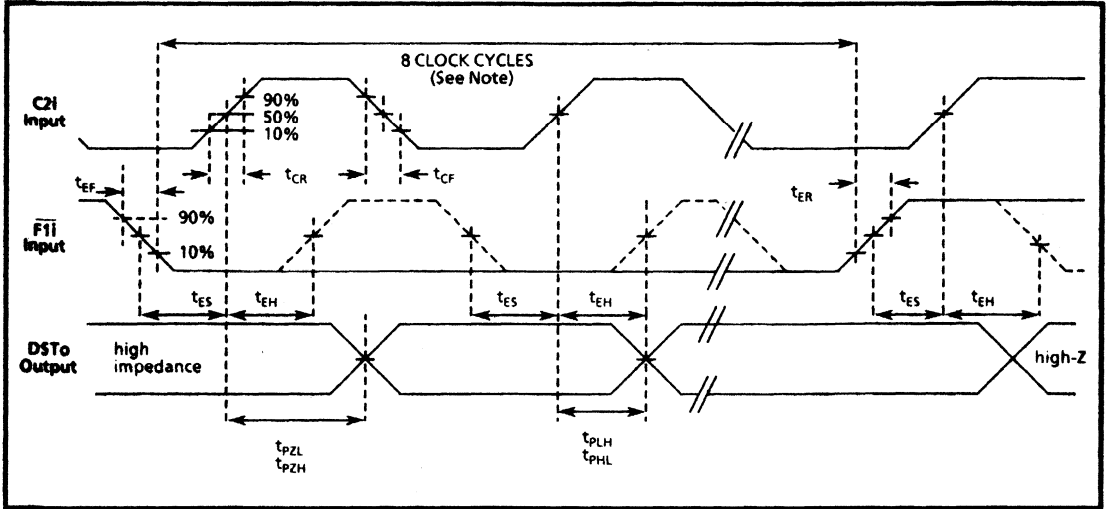 8 CLOCK CYCLES
(See Note)
C2i
Input
90%
50%
10%
tCR
tCF
tEF
tER
F1i
Input
90%
10%
tES
tEH
tES
tEH
tES
tEH
DSTo
Output
high
impedance
high-Z
tPZL
tPZH
tPLH
tPHL